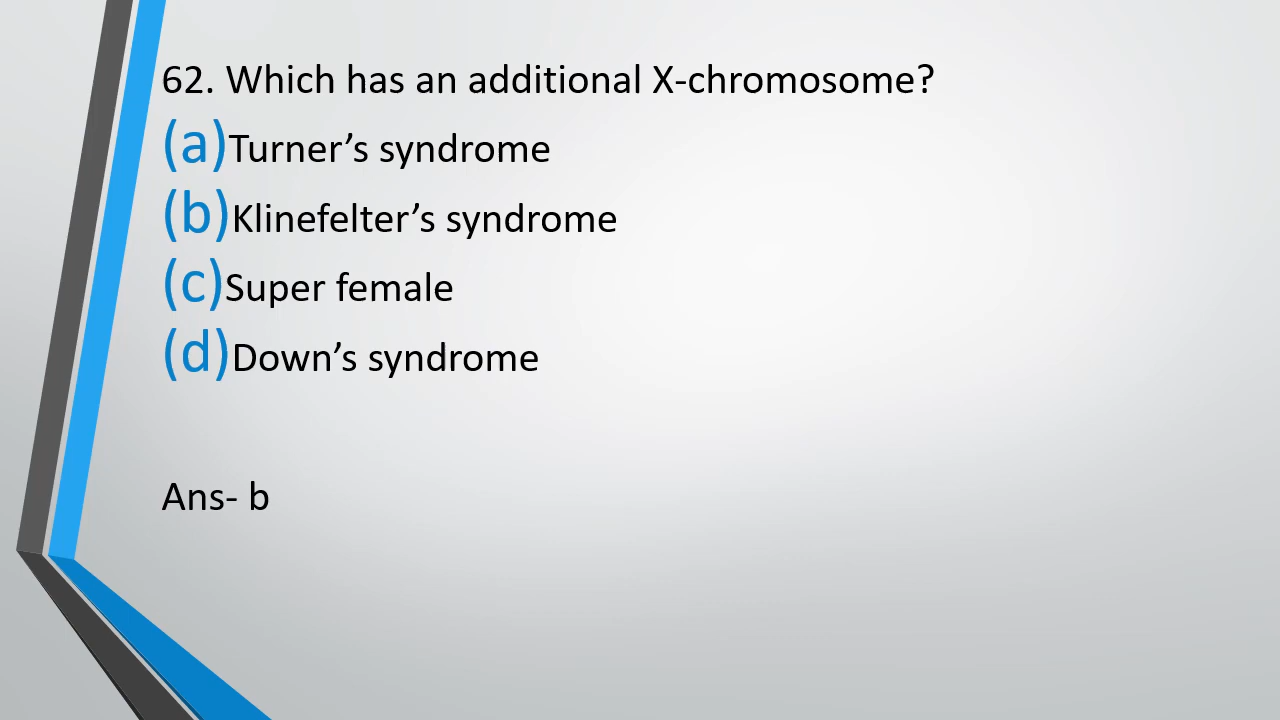 62. Which has an additional X-chromosome?
(a)Turner’s syndrome
(b)Klinefelter’s syndrome
(c)Super female
(d)Down’s syndrome
Ans- b